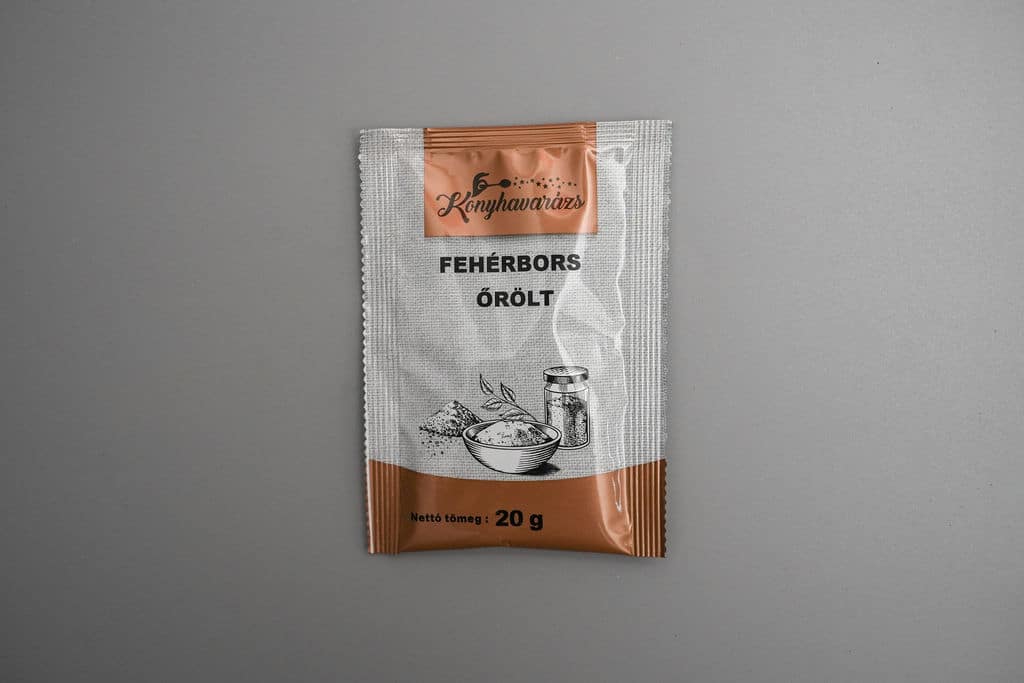 Konyhavarázs
FEHÉRBORS
ŐRÖLT
Nettó tömeg : 20 g